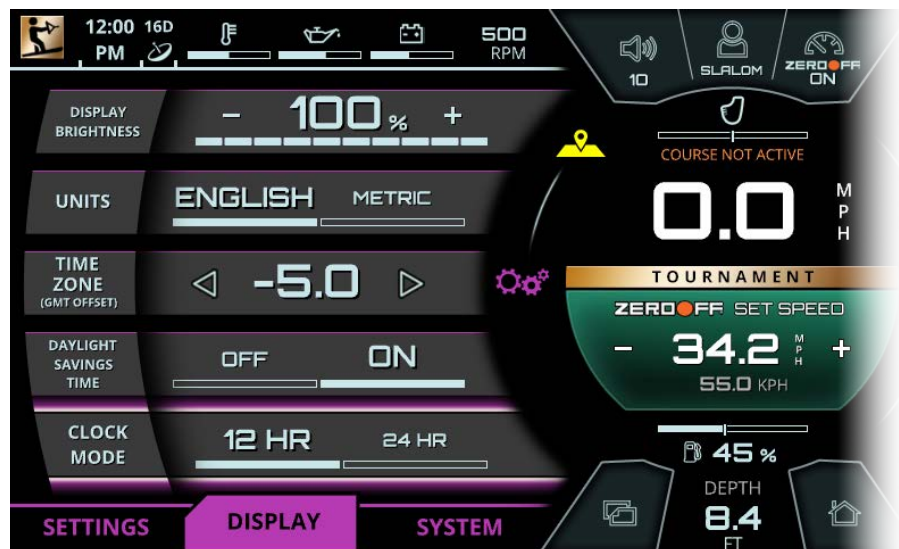 12:00 16D
PM
500
RPM
10
SLALOM
ZEROOFF
ON
DISPLAY
BRIGHTNESS
- 100% +
COURSE NOT ACTIVE
0.0
MPH
UNITS
ENGLISH METRIC
TIME
ZONE
(GMT OFFSET)
-5.0
TOURNAMENT
ZEROOFF SET SPEED
- 34.2 MPH +
55.0 KPH
DAYLIGHT
SAVINGS
TIME
OFF ON
CLOCK
MODE
12 HR 24 HR
45%
DEPTH
8.4
FT
SETTINGS DISPLAY SYSTEM